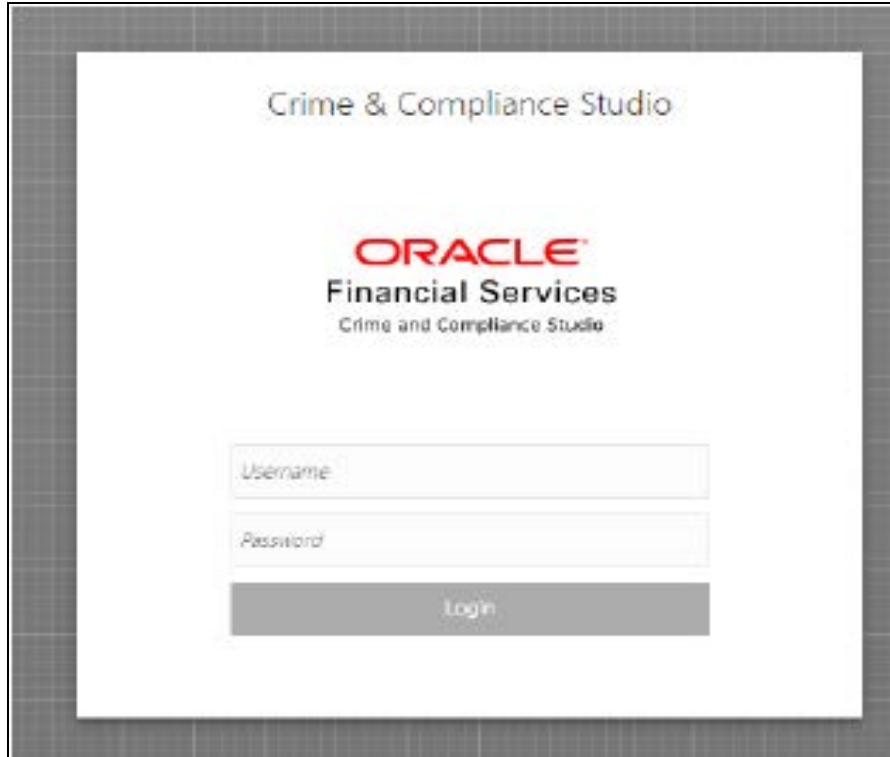 Crime & Compliance Studio
ORACLE
Financial Services
Crime and Compliance Studio
Username
Password
Login